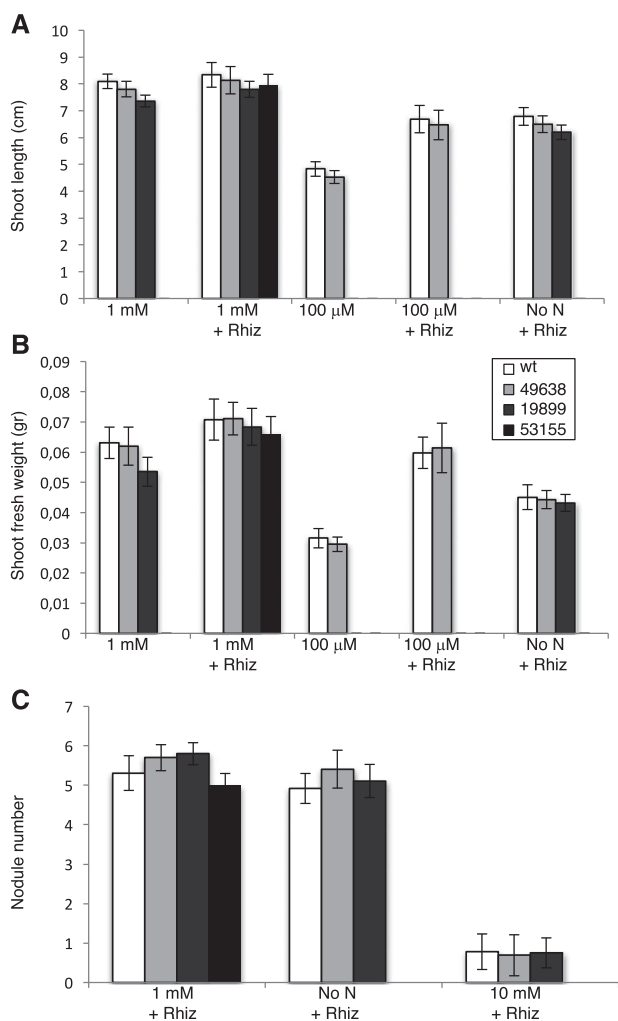 A
10
9
8
7
6
5
4
3
2
1
0
Shoot length (cm)
1 mM
1 mM
+ Rhiz
100 μM
100 μM
+ Rhiz
No N
+ Rhiz
B
0,09
0,08
0,07
0,06
0,05
0,04
0,03
0,02
0,01
0
Shoot fresh weight (gr)
wt
49638
19899
53155
1 mM
1 mM
+ Rhiz
100 μM
100 μM
+ Rhiz
No N
+ Rhiz
C
7
6
5
4
3
2
1
0
Nodule number
1 mM
+ Rhiz
No N
+ Rhiz
10 mM
+ Rhiz